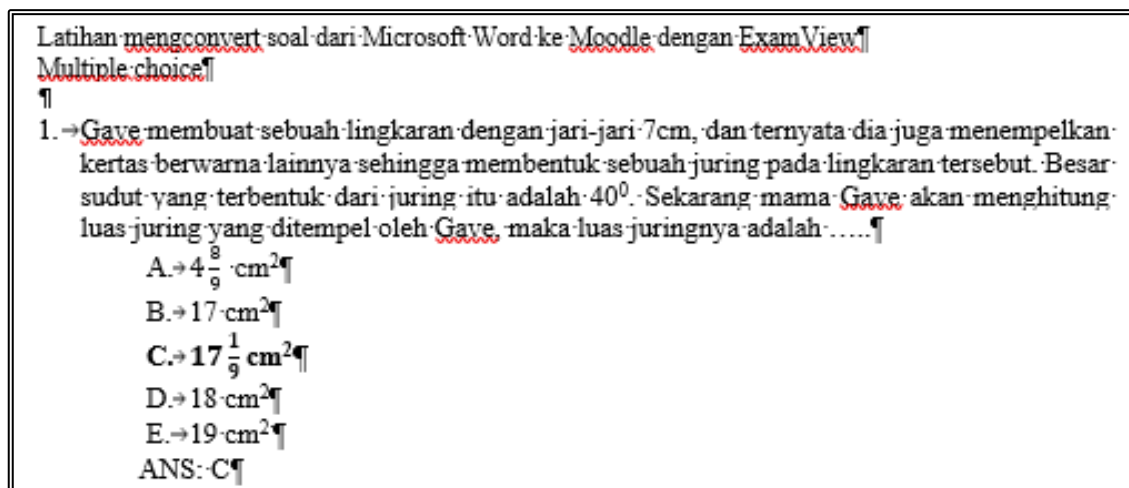 Latihan mengconvert soal dari Microsoft Word ke Moodle dengan ExamView¶
Multiple choice¶
¶
1.→Gave membuat sebuah lingkaran dengan jari-jari 7cm, dan ternyata dia juga menempelkan
kertas berwarna lainnya sehingga membentuk sebuah juring pada lingkaran tersebut. Besar
sudut yang terbentuk dari juring itu adalah 40⁰. Sekarang mama Gave akan menghitung
luas juring yang ditempel oleh Gave, maka luas juringnya adalah …..¶
A.→4 8/9 cm²¶
B.→17 cm²¶
C.→17 1/9 cm²¶
D.→18 cm²¶
E.→19 cm²¶
ANS: C¶